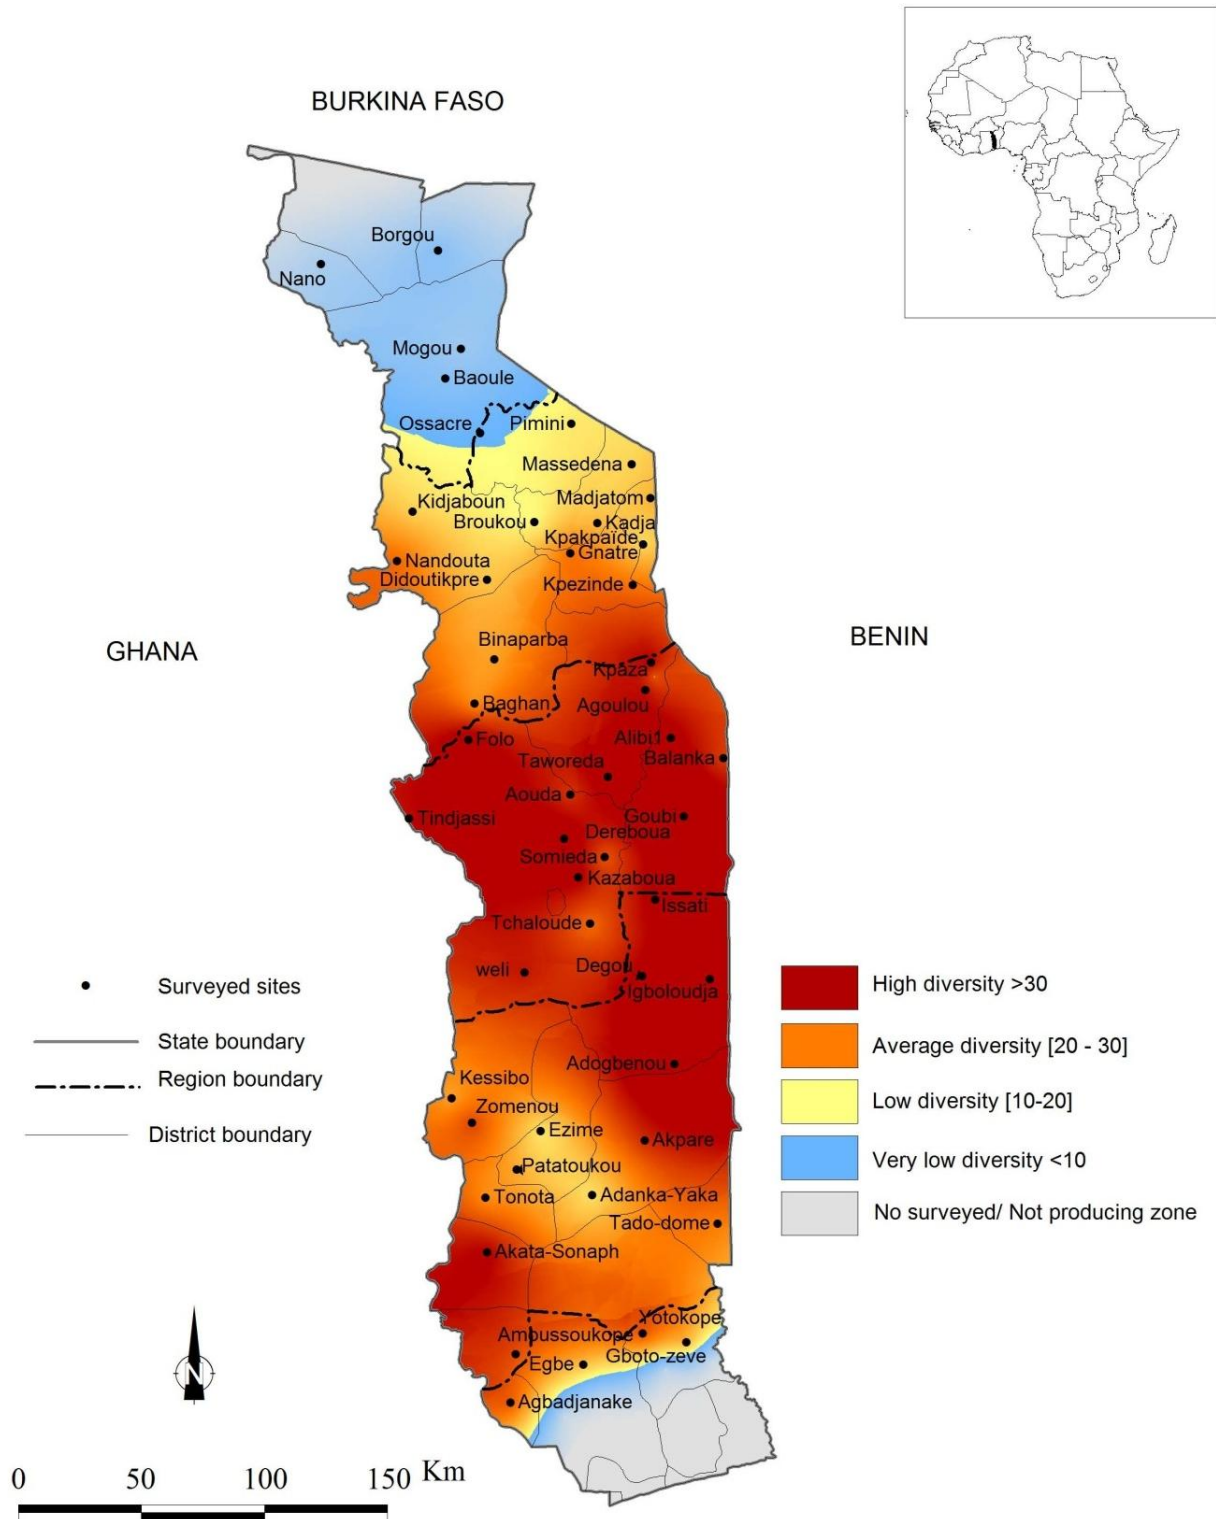 BURKINA FASO
Borgou
Nano
Mogou
Baoule
Ossacre
Pimini
Massedena
Kidjaboun
Madjatom
Broukou
Kadja
Kpakpaïde
Gnatre
Nandouta
Didoutikpre
Kpezinde
GHANA
BENIN
Binaparba
Kpaza
Baghan
Agoulou
Folo
Alibi1
Taworeda
Balanka
Aouda
Tindjassi
Goubi
Dereboua
Somieda
Kazaboua
Issati
Tchaloude
weli
Degou
Igboloudja
Adogbenou
Kessibo
Zomenou
Ezime
Akpare
Patatoukou
Tonota
Adanka-Yaka
Tado-dome
Akata-Sonaph
Yotokope
Ampussoukope
Gboto-zeve
Egbe
Agbadjanake
Surveyed sites
State boundary
Region boundary
District boundary
High diversity >30
Average diversity [20 - 30]
Low diversity [10-20]
Very low diversity <10
No surveyed/ Not producing zone
N
0 50 100 150 Km